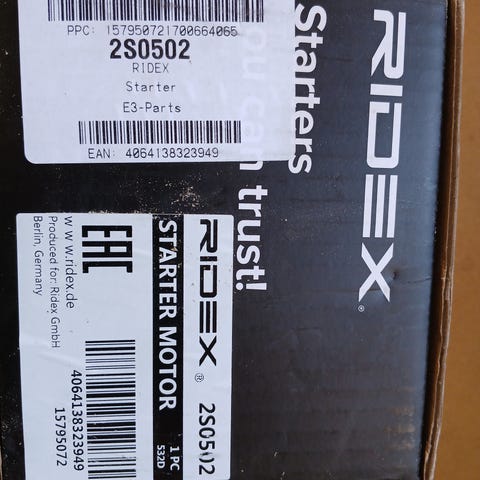 PPC: 157950721700664065
2S0502
RIDEX
Starter
E3-Parts
EAN: 4064138323949
RIDEX
Starters
you can trust!
RIDEX ® 2S0502
STARTER MOTOR 1 PC
532D
EAC
www.ridex.de
Produced for: Ridex GmbH
Berlin, Germany
4064138323949
15795072